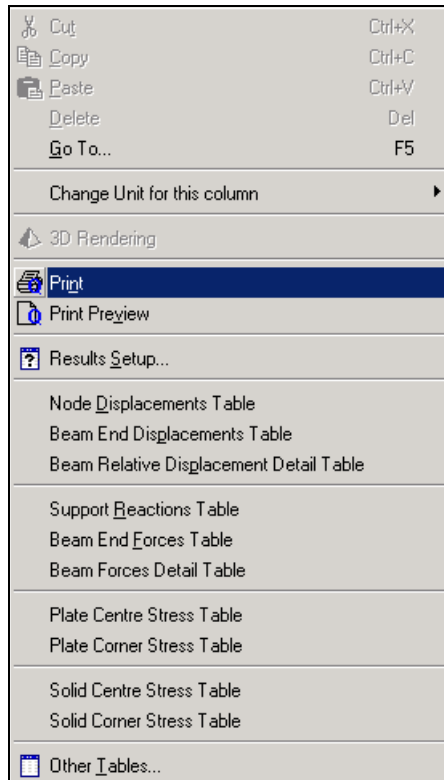 Cut Ctrl+X
Copy Ctrl+C
Paste Ctrl+V
Delete Del
Go To... F5
Change Unit for this column
3D Rendering
Print
Print Preview
Results Setup...
Node Displacements Table
Beam End Displacements Table
Beam Relative Displacement Detail Table
Support Reactions Table
Beam End Forces Table
Beam Forces Detail Table
Plate Centre Stress Table
Plate Corner Stress Table
Solid Centre Stress Table
Solid Corner Stress Table
Other Tables...